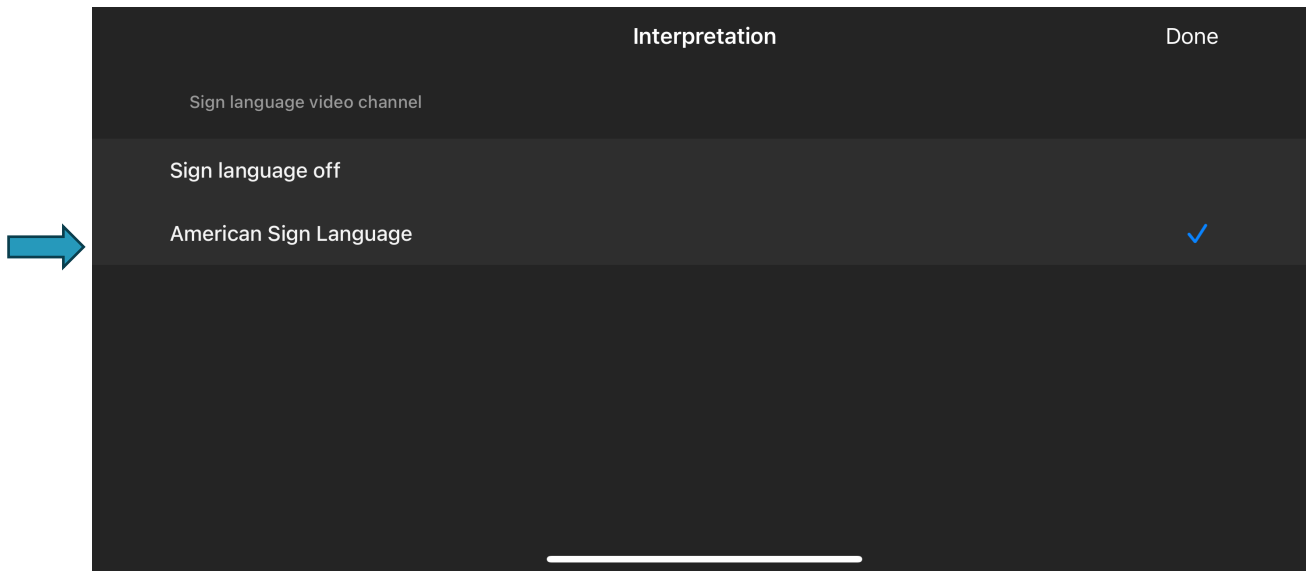 Interpretation Done
Sign language video channel
Sign language off
American Sign Language